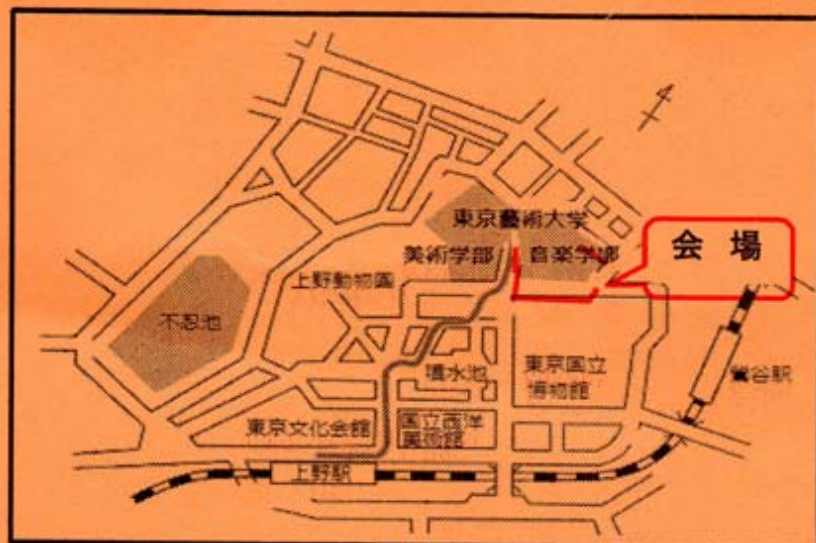 4
東京藝術大学
美術学部
音楽学部
会場
上野動物園
不忍池
噴水池
東京国立
博物館
鶯谷駅
東京文化会館
国立西洋
美術館
上野駅